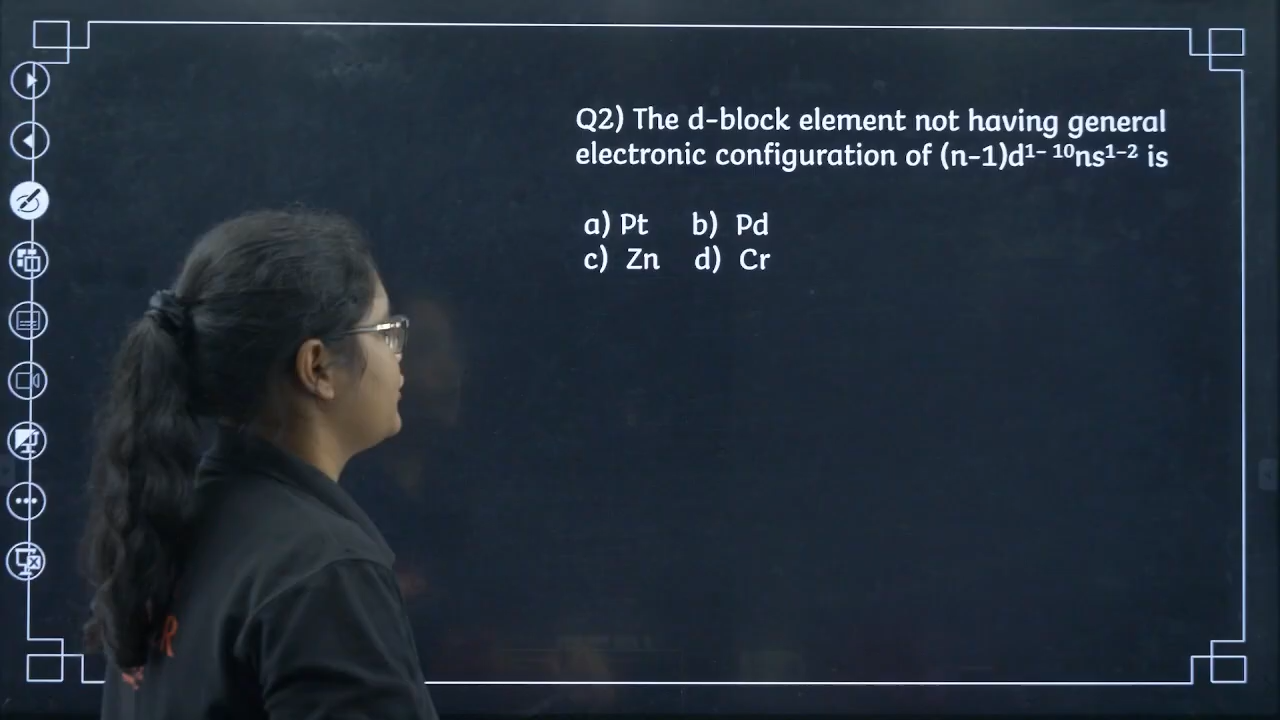 Q2) The d-block element not having general
electronic configuration of (n-1)d¹⁻ ¹⁰ns¹⁻² is
a) Pt b) Pd
c) Zn d) Cr